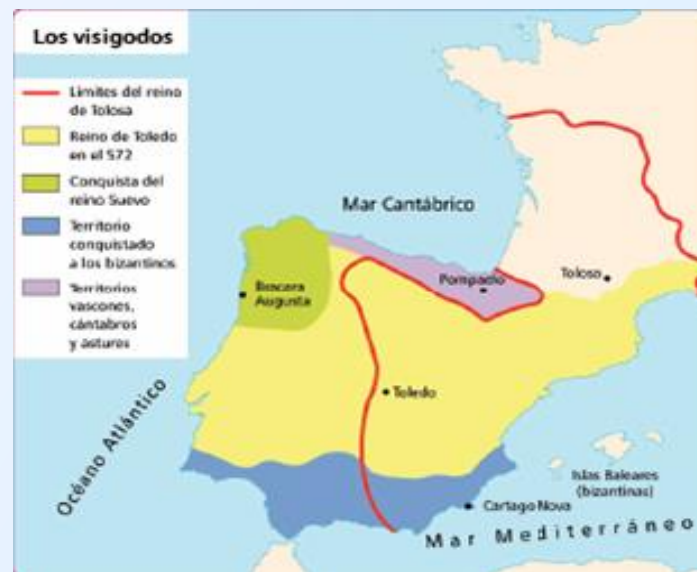 Los visigodos
Límites del reino
de Tolosa
Reino de Toledo
en el 572
Conquista del
reino Suevo
Territorio
conquistado
a los bizantinos
Territorios
vascones,
cántabros
y astures
Mar Cantábrico
Bracara
Augusta
Pompaelo
Tolosa
Toledo
Océano Atlántico
Islas Baleares
(bizantinas)
Cartago Nova
Mar Mediterráneo